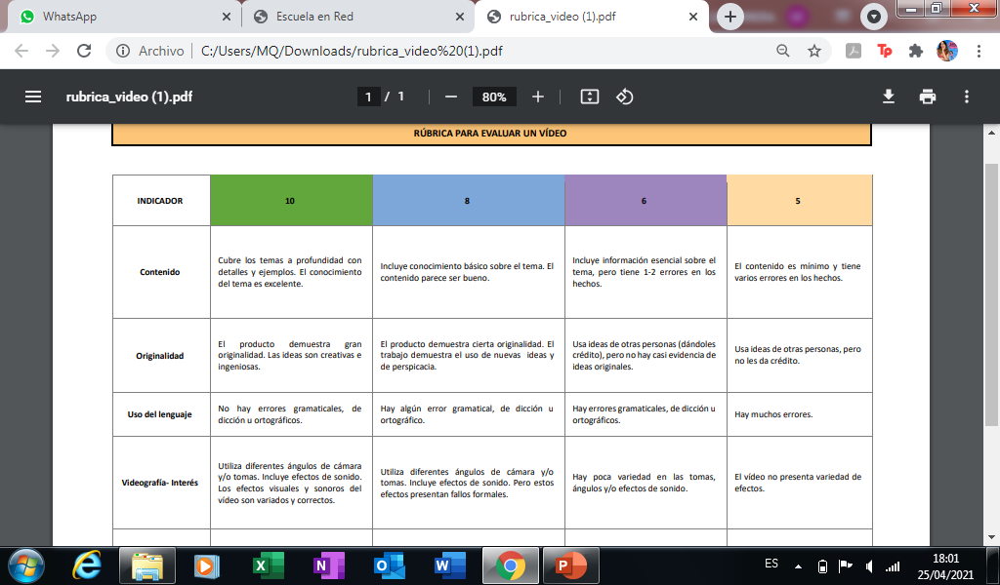 WhatsApp
Escuela en Red
rubrica_video (1).pdf
Archivo
C:/Users/MQ/Downloads/rubrica_video%20(1).pdf
Tp
rubrica_video (1).pdf
1 / 1
80%
RÚBRICA PARA EVALUAR UN VÍDEO
INDICADOR
10
8
6
5
Contenido
Cubre los temas a profundidad con
detalles y ejemplos. El conocimiento
del tema es excelente.
Incluye conocimiento básico sobre el tema. El
contenido parece ser bueno.
Incluye información esencial sobre el
tema, pero tiene 1-2 errores en los
hechos.
El contenido es mínimo y tiene
varios errores en los hechos.
Originalidad
El producto demuestra gran
originalidad. Las ideas son creativas e
ingeniosas.
El producto demuestra cierta originalidad. El
trabajo demuestra el uso de nuevas ideas y
de perspicacia.
Usa ideas de otras personas (dándoles
crédito), pero no hay casi evidencia de
ideas originales.
Usa ideas de otras personas, pero
no les da crédito.
Uso del lenguaje
No hay errores gramaticales, de
dicción u ortográficos.
Hay algún error gramatical, de dicción u
ortográfico.
Hay errores gramaticales, de dicción u
ortográficos.
Hay muchos errores.
Videografía- Interés
Utiliza diferentes ángulos de cámara
y/o tomas. Incluye efectos de sonido.
Los efectos visuales y sonoros del
vídeo son variados y correctos.
Utiliza diferentes ángulos de cámara y/o
tomas. Incluye efectos de sonido. Pero estos
efectos presentan fallos formales.
Hay poca variedad en las tomas,
ángulos y/o efectos de sonido.
El vídeo no presenta variedad de
efectos.
ES
18:01
25/04/2021